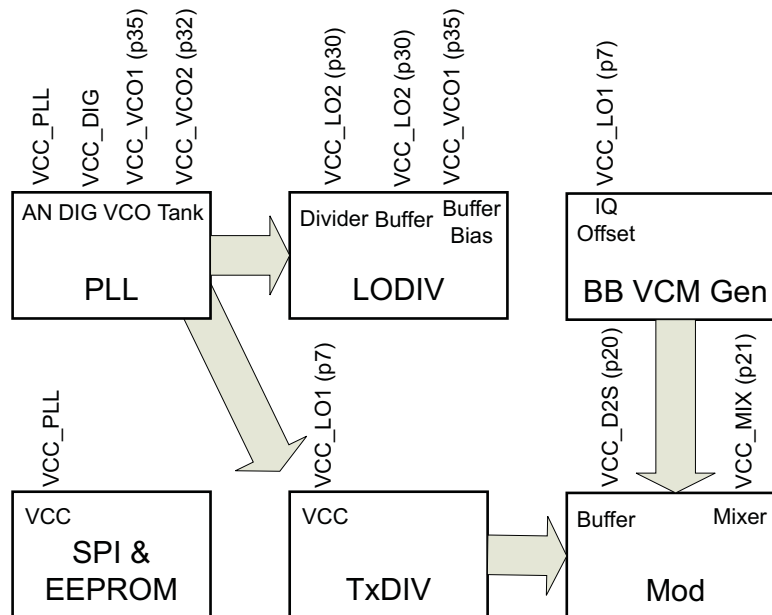 VCC_PLL
VCC_DIG
VCC_VCO1 (p35)
VCC_VCO2 (p32)
VCC_LO2 (p30)
VCC_LO2 (p30)
VCC_VCO1 (p35)
VCC_LO1 (p7)
AN DIG VCO Tank
PLL
Divider Buffer
Buffer
Bias
LODIV
IQ
Offset
BB VCM Gen
VCC_PLL
VCC_LO1 (p7)
VCC_D2S (p20)
VCC_MIX (p21)
VCC
SPI &
EEPROM
VCC
TxDIV
Buffer
Mixer
Mod